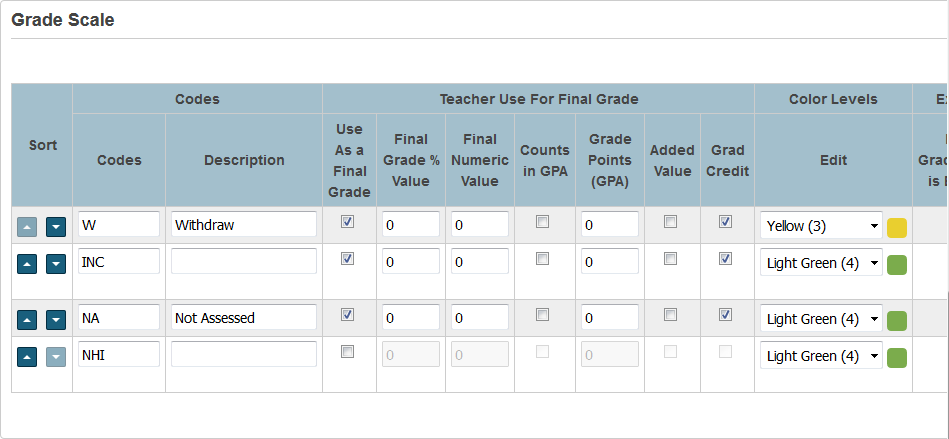 Grade Scale
Sort Codes Teacher Use For Final Grade Color Levels
Codes Description Use As a Final Grade Final Grade % Value Final Numeric Value Counts in GPA Grade Points (GPA) Added Value Grad Credit Edit Grad is
W Withdraw 0 0 0 Yellow (3)
INC 0 0 0 Light Green (4)
NA Not Assessed 0 0 0 Light Green (4)
NHI 0 0 0 Light Green (4)